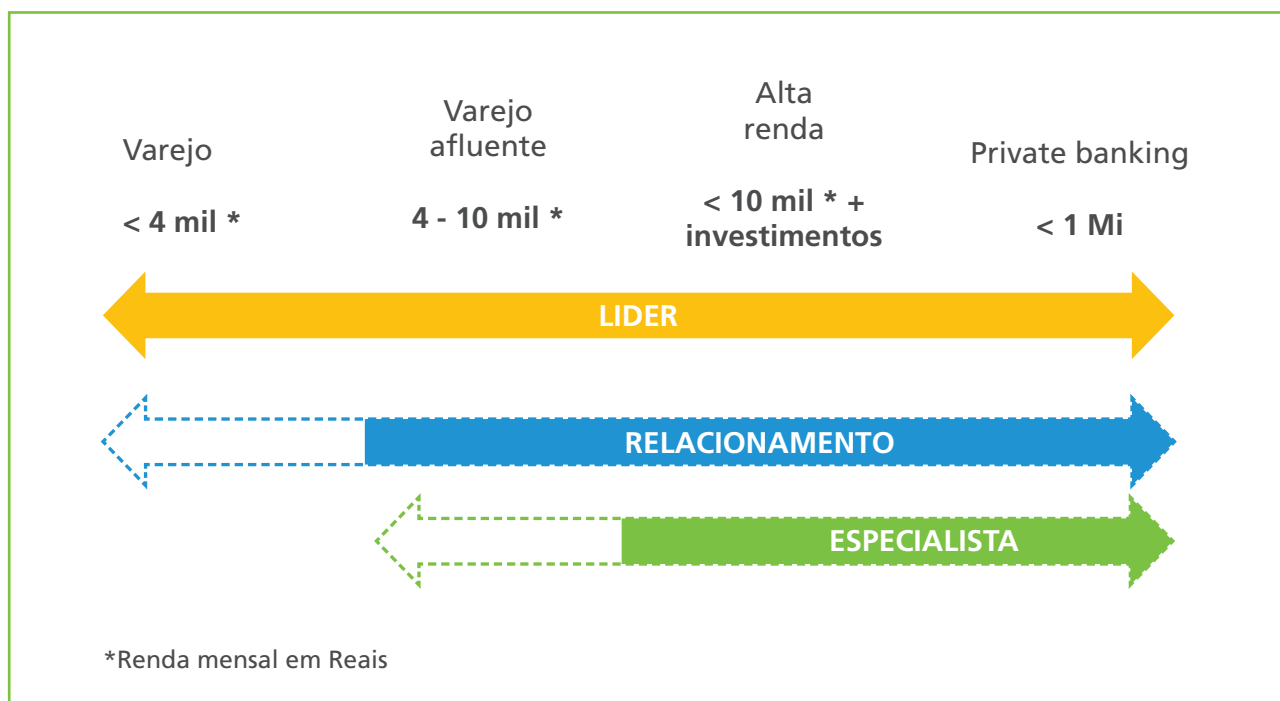 Varejo
< 4 mil *
Varejo
afluente
4 - 10 mil *
Alta
renda
< 10 mil * +
investimentos
Private banking
< 1 Mi
LIDER
RELACIONAMENTO
ESPECIALISTA
*Renda mensal em Reais